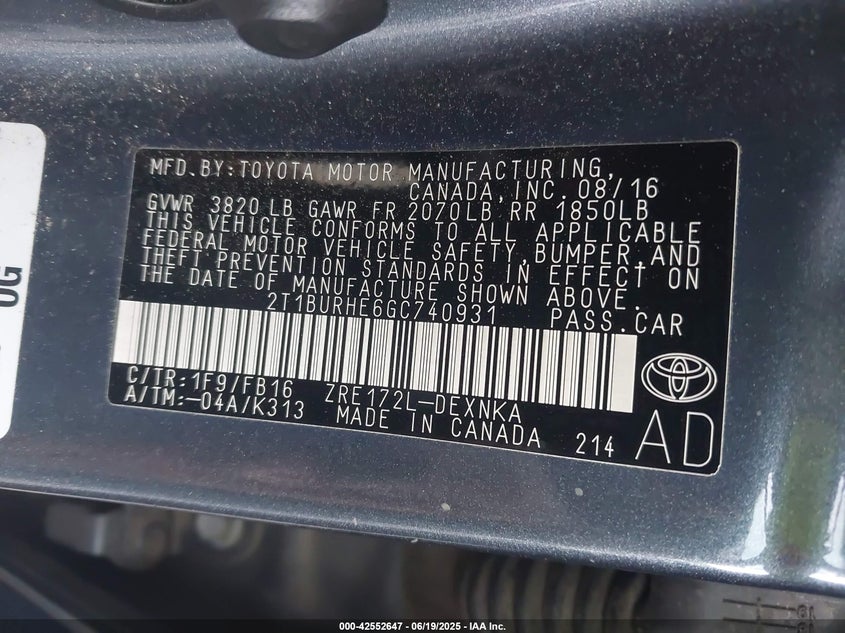 OG
MFD.BY:TOYOTA MOTOR MANUFACTURING,
CANADA,INC. 08/16
GVWR 3820 LB GAWR FR 2070LB RR 1850LB
THIS VEHICLE CONFORMS TO ALL APPLICABLE
FEDERAL MOTOR VEHICLE SAFETY,BUMPER,AND
THEFT PREVENTION STANDARDS IN EFFECT ON
THE DATE OF MANUFACTURE SHOWN ABOVE.
2T1BURHE6GC740931 PASS.CAR
C/TR:1F9/FB16 ZRE172L-DEXNKA
A/TM:-04A/K313 MADE IN CANADA 214
AD
000-42552647 - 06/19/2025 - IAA Inc.